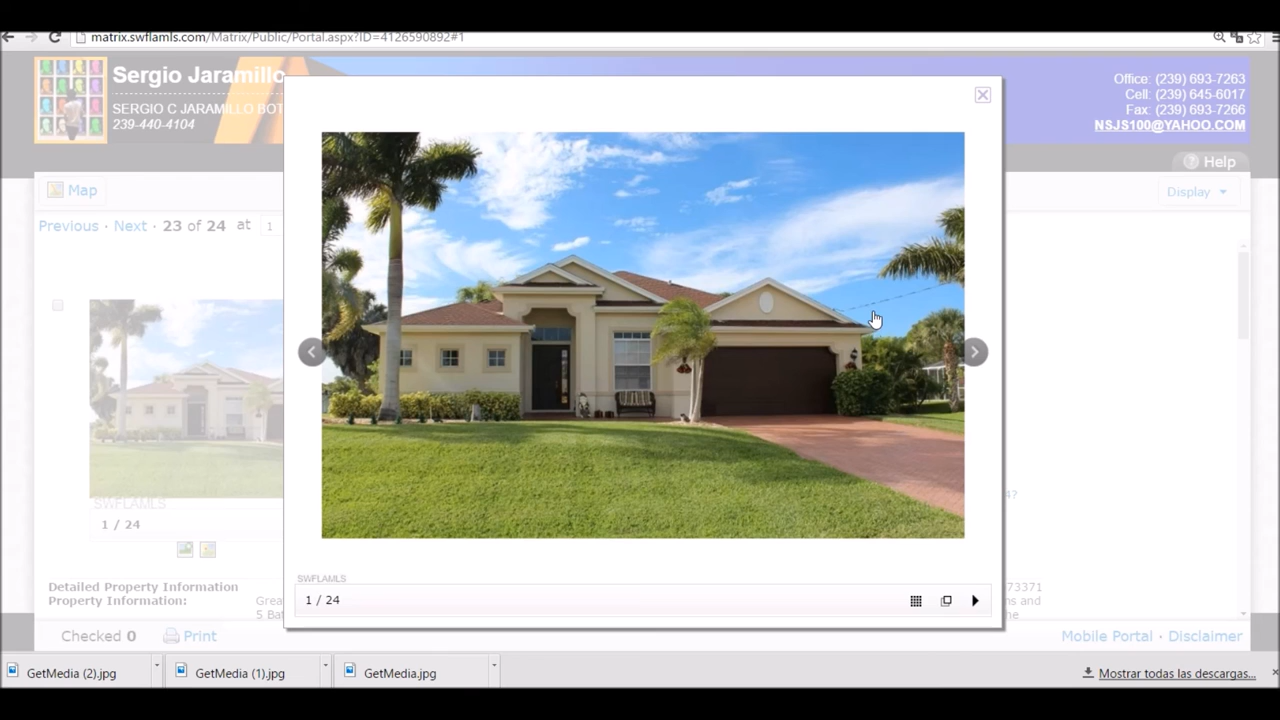 matrix.swflamls.com/Matrix/Public/Portal.aspx?ID=4126590892#1
Sergio Jaramillo
SERGIO C JARAMILLO BOT
239-440-4104
Office: (239) 693-7263
Cell: (239) 645-6017
Fax: (239) 693-7266
NSJS100@YAHOO.COM
Help
Map
Display
Previous · Next · 23 of 24 at 1
SWFLAMLS
1 / 24
SWFLAMLS
1 / 24
4?
Detailed Property Information
Property Information:
Grea
5 Bat
73371
ns and
he
Checked 0
Print
Mobile Portal · Disclaimer
GetMedia (2).jpg
GetMedia (1).jpg
GetMedia.jpg
Mostrar todas las descargas...